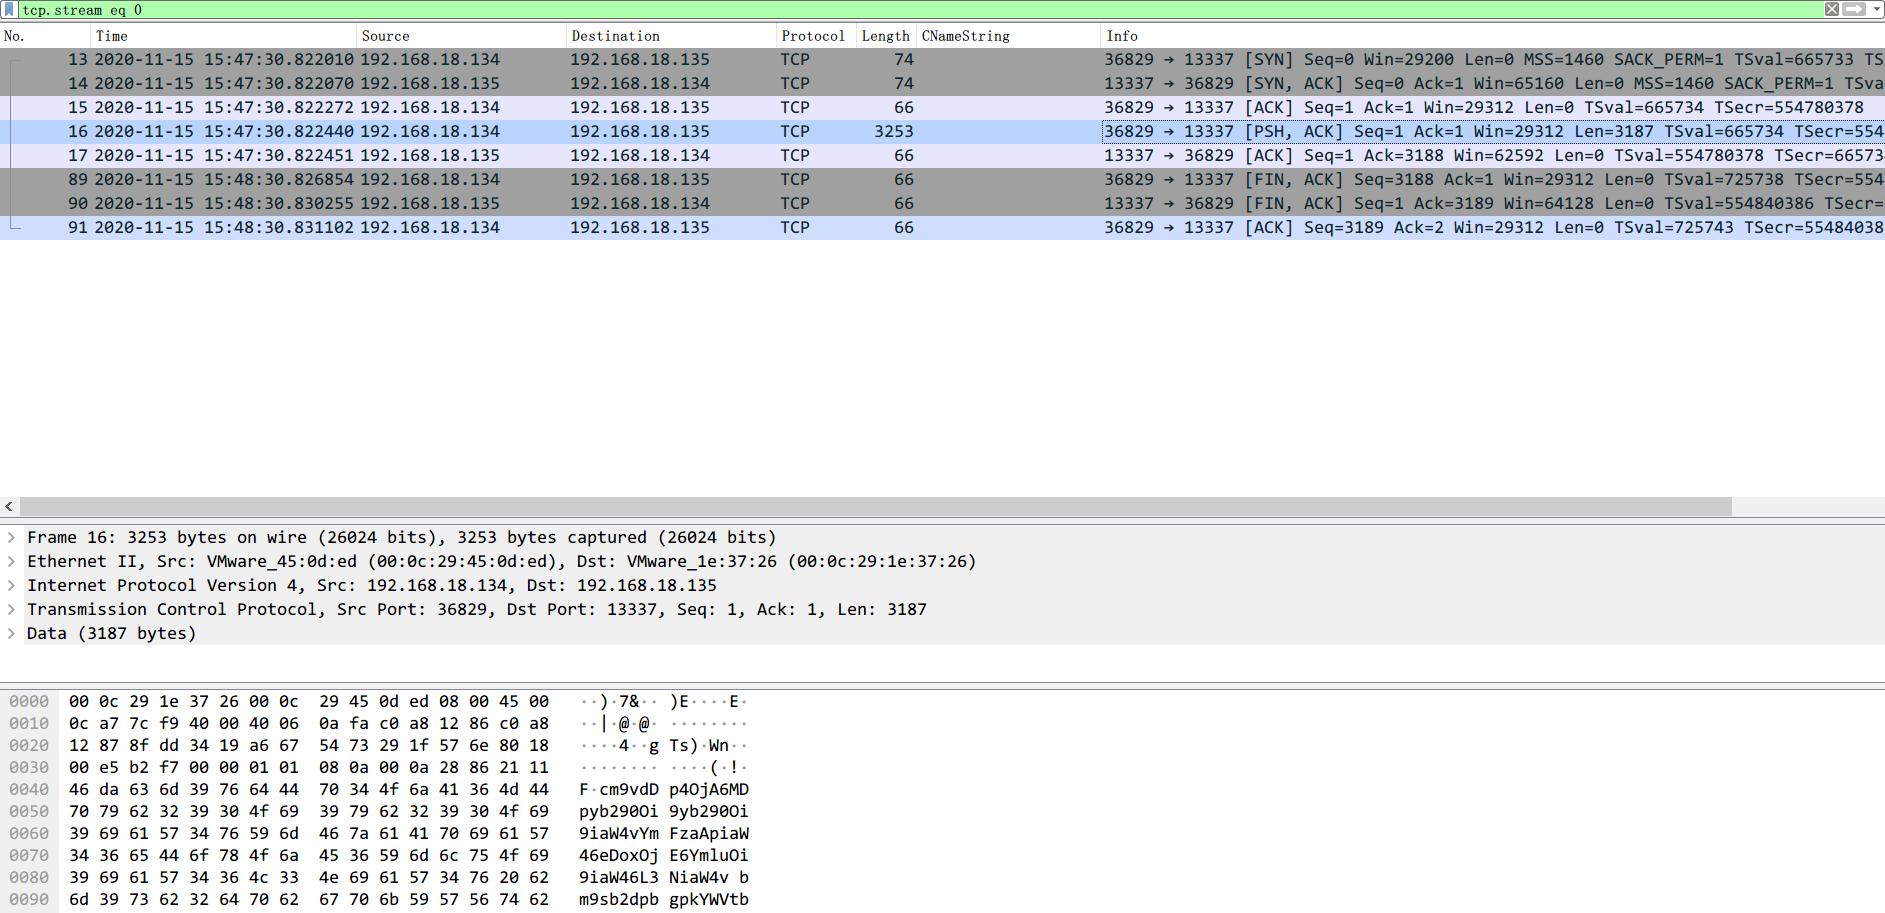 tcp.stream eq 0
No. Time Source Destination Protocol Length CNameString Info
13 2020-11-15 15:47:30.822010 192.168.18.134 192.168.18.135 TCP 74 36829 → 13337 [SYN] Seq=0 Win=29200 Len=0 MSS=1460 SACK_PERM=1 TSval=665733 TS
14 2020-11-15 15:47:30.822070 192.168.18.135 192.168.18.134 TCP 74 13337 → 36829 [SYN, ACK] Seq=0 Ack=1 Win=65160 Len=0 MSS=1460 SACK_PERM=1 TSva
15 2020-11-15 15:47:30.822272 192.168.18.134 192.168.18.135 TCP 66 36829 → 13337 [ACK] Seq=1 Ack=1 Win=29312 Len=0 TSval=665734 TSecr=554780378
16 2020-11-15 15:47:30.822440 192.168.18.134 192.168.18.135 TCP 3253 36829 → 13337 [PSH, ACK] Seq=1 Ack=1 Win=29312 Len=3187 TSval=665734 TSecr=554
17 2020-11-15 15:47:30.822451 192.168.18.135 192.168.18.134 TCP 66 13337 → 36829 [ACK] Seq=1 Ack=3188 Win=62592 Len=0 TSval=554780378 TSecr=66573
89 2020-11-15 15:48:30.826854 192.168.18.134 192.168.18.135 TCP 66 36829 → 13337 [FIN, ACK] Seq=3188 Ack=1 Win=29312 Len=0 TSval=725738 TSecr=554
90 2020-11-15 15:48:30.830255 192.168.18.135 192.168.18.134 TCP 66 13337 → 36829 [FIN, ACK] Seq=1 Ack=3189 Win=64128 Len=0 TSval=554840386 TSecr=
91 2020-11-15 15:48:30.831102 192.168.18.134 192.168.18.135 TCP 66 36829 → 13337 [ACK] Seq=3189 Ack=2 Win=29312 Len=0 TSval=725743 TSecr=55484038
Frame 16: 3253 bytes on wire (26024 bits), 3253 bytes captured (26024 bits)
Ethernet II, Src: VMware_45:0d:ed (00:0c:29:45:0d:ed), Dst: VMware_1e:37:26 (00:0c:29:1e:37:26)
Internet Protocol Version 4, Src: 192.168.18.134, Dst: 192.168.18.135
Transmission Control Protocol, Src Port: 36829, Dst Port: 13337, Seq: 1, Ack: 1, Len: 3187
Data (3187 bytes)
0000 00 0c 29 1e 37 26 00 0c 29 45 0d ed 08 00 45 00 ··)·7&·· )E····E·
0010 0c a7 7c f9 40 00 40 06 0a fa c0 a8 12 86 c0 a8 ··|·@·@· ········
0020 12 87 8f dd 34 19 a6 67 54 73 29 1f 57 6e 80 18 ····4··g Ts)·Wn··
0030 00 e5 b2 f7 00 00 01 01 08 0a 00 0a 28 86 21 11 ········ ····(·!·
0040 46 da 63 6d 39 76 64 44 70 34 4f 6a 41 36 4d 44 F·cm9vdD p4OjA6MD
0050 70 79 62 32 39 30 4f 69 39 79 62 32 39 30 4f 69 pyb290Oi 9yb290Oi
0060 39 69 61 57 34 76 59 6d 46 7a 61 41 70 69 61 57 9iaW4vYm FzaApiaW
0070 34 36 65 44 6f 78 4f 6a 45 36 59 6d 6c 75 4f 69 46eDoxOj E6YmluOi
0080 39 69 61 57 34 36 4c 33 4e 69 61 57 34 76 20 62 9iaW46L3 NiaW4v b
0090 6d 39 73 62 32 64 70 62 67 70 6b 59 57 56 74 62 m9sb2dpb gpkYWVtb